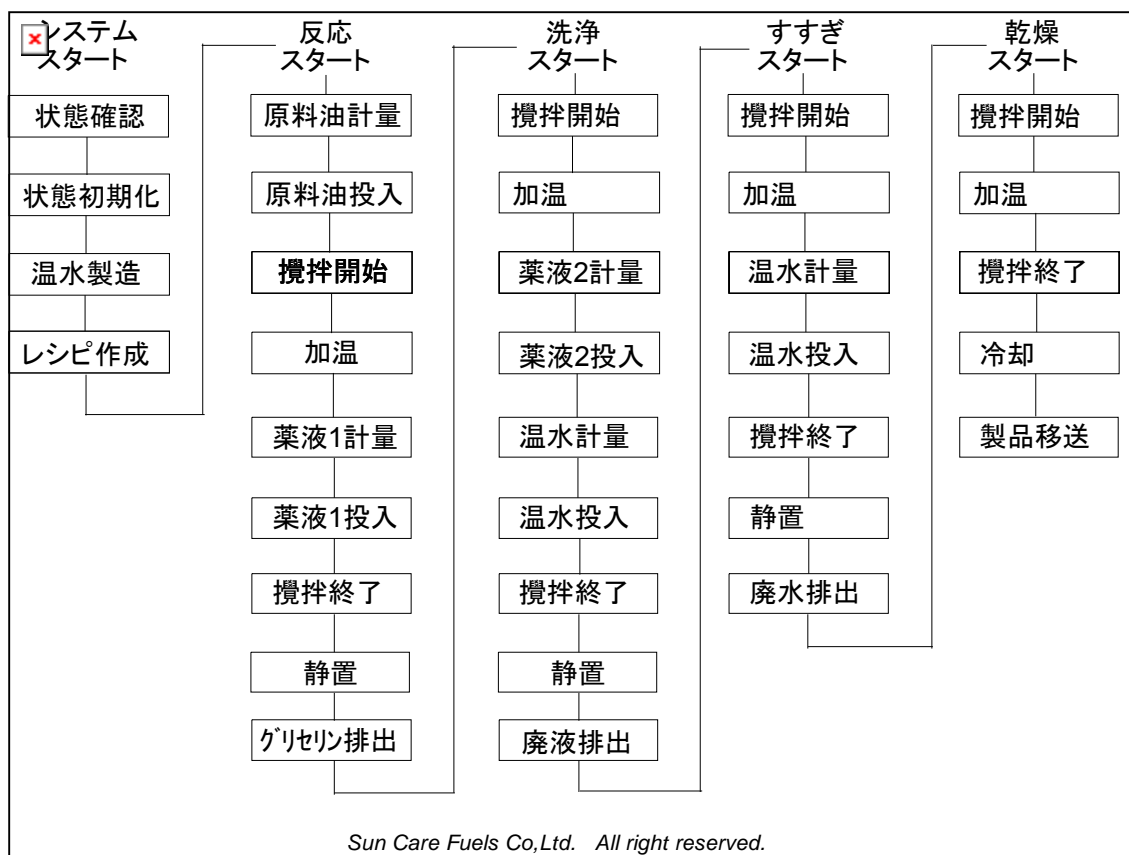 システム
スタート
状態確認
状態初期化
温水製造
レシピ作成
反応
スタート
原料油計量
原料油投入
攪拌開始
加温
薬液1計量
薬液1投入
攪拌終了
静置
ｸﾞﾘｾﾘﾝ排出
洗浄
スタート
攪拌開始
加温
薬液2計量
薬液2投入
温水計量
温水投入
攪拌終了
静置
廃液排出
すすぎ
スタート
攪拌開始
加温
温水計量
温水投入
攪拌終了
静置
廃水排出
乾燥
スタート
攪拌開始
加温
攪拌終了
冷却
製品移送
Sun Care Fuels Co,Ltd. All right reserved.